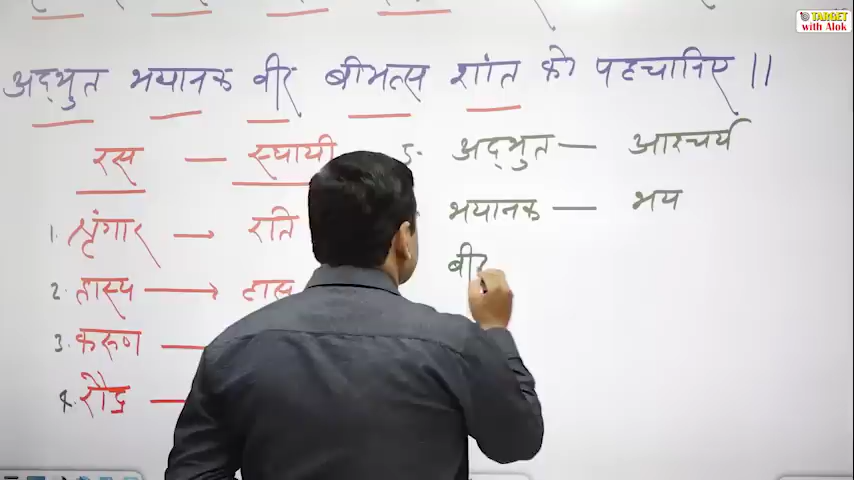 TARGET
with Alok
अद्भुत भयानक वीर बीभत्स शांत को पहचानिए ||
रस — स्थायी
1. श्रृंगार → रति
2. हास्य → हास
3. करुण —
4. रौद्र —
5. अद्भुत — आश्चर्य
भयानक — भय
वीर